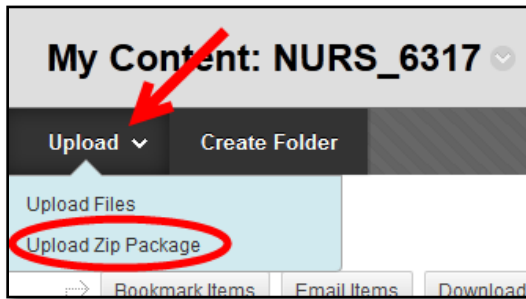 My Content: NURS_6317
Upload Create Folder
Upload Files
Upload Zip Package
Bookmark Items Email Items Download